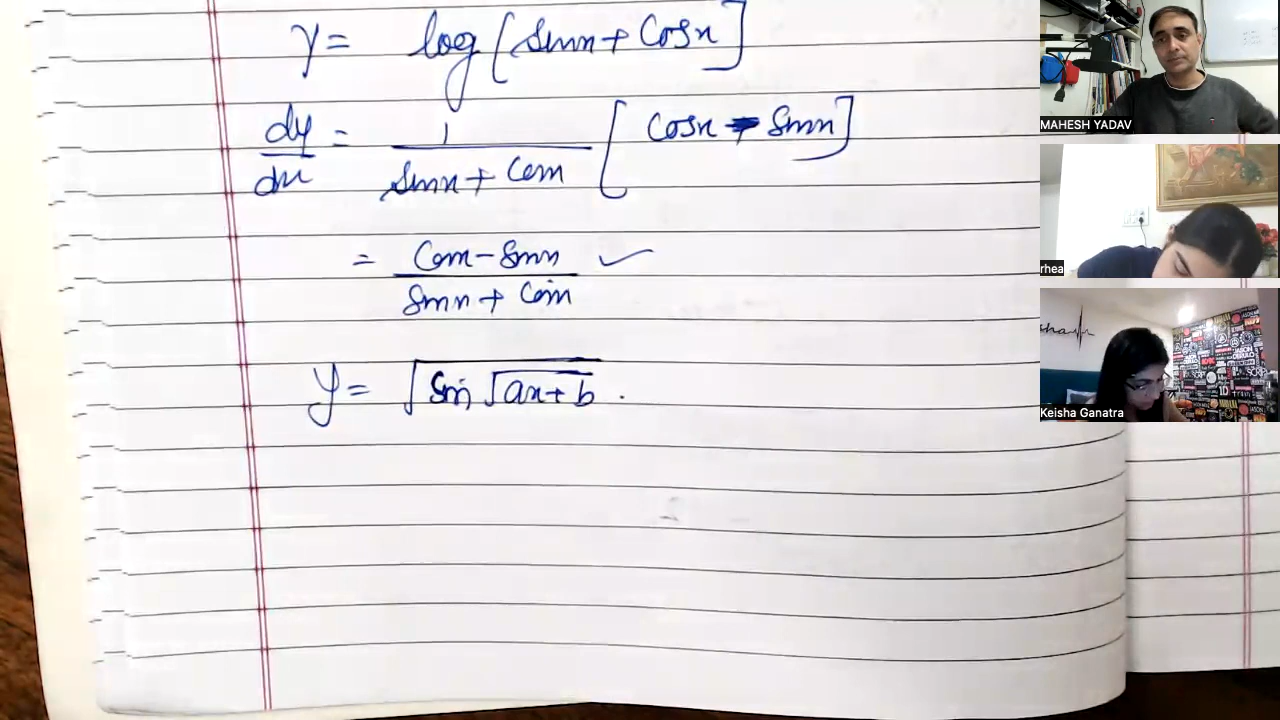 y = log[sinx + cosx]
dy/dx = 1/(sinx + cosx) [cosx - sinx]
= (cosx - sinx)/(sinx + cosx) ✓
y = √(sin √(ax + b)) .
MAHESH YADAV
rhea
Keisha Ganatra